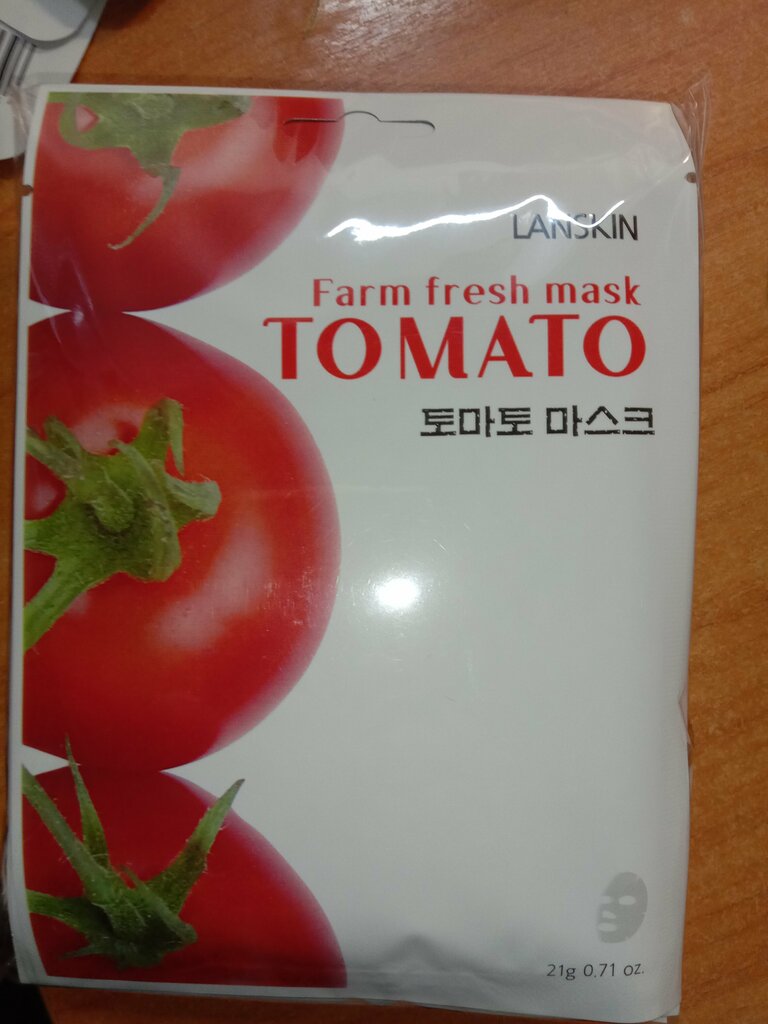 LANSKIN
Farm fresh mask
TOMATO
토마토 마스크
21g 0.71 oz.